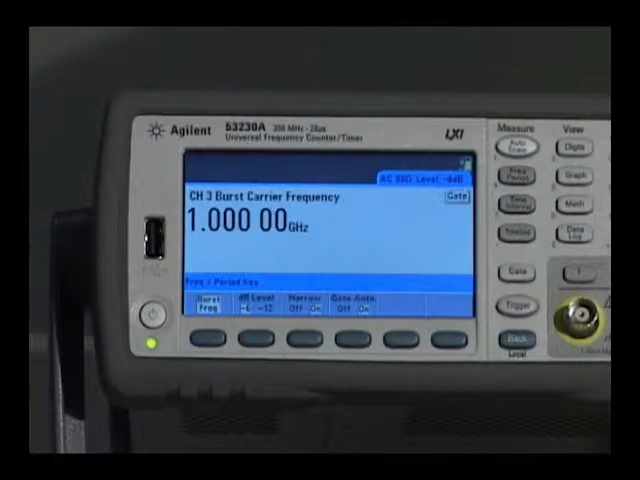 Agilent 53230A 350 MHz - 20ps
Universal Frequency Counter/Timer
LXI
Measure View
Auto Scale Digits
Freq Period Graph
Time Interval Math
Totalize Data Log
Gate
Trigger
Back
Local
1
AC 50Ω Level, -6dB
CH 3 Burst Carrier Frequency Gate
1.000 00 GHz
Freq / Period Key
Burst Freq dB Level Narrow Gate Auto
-6 -12 Off On Off On